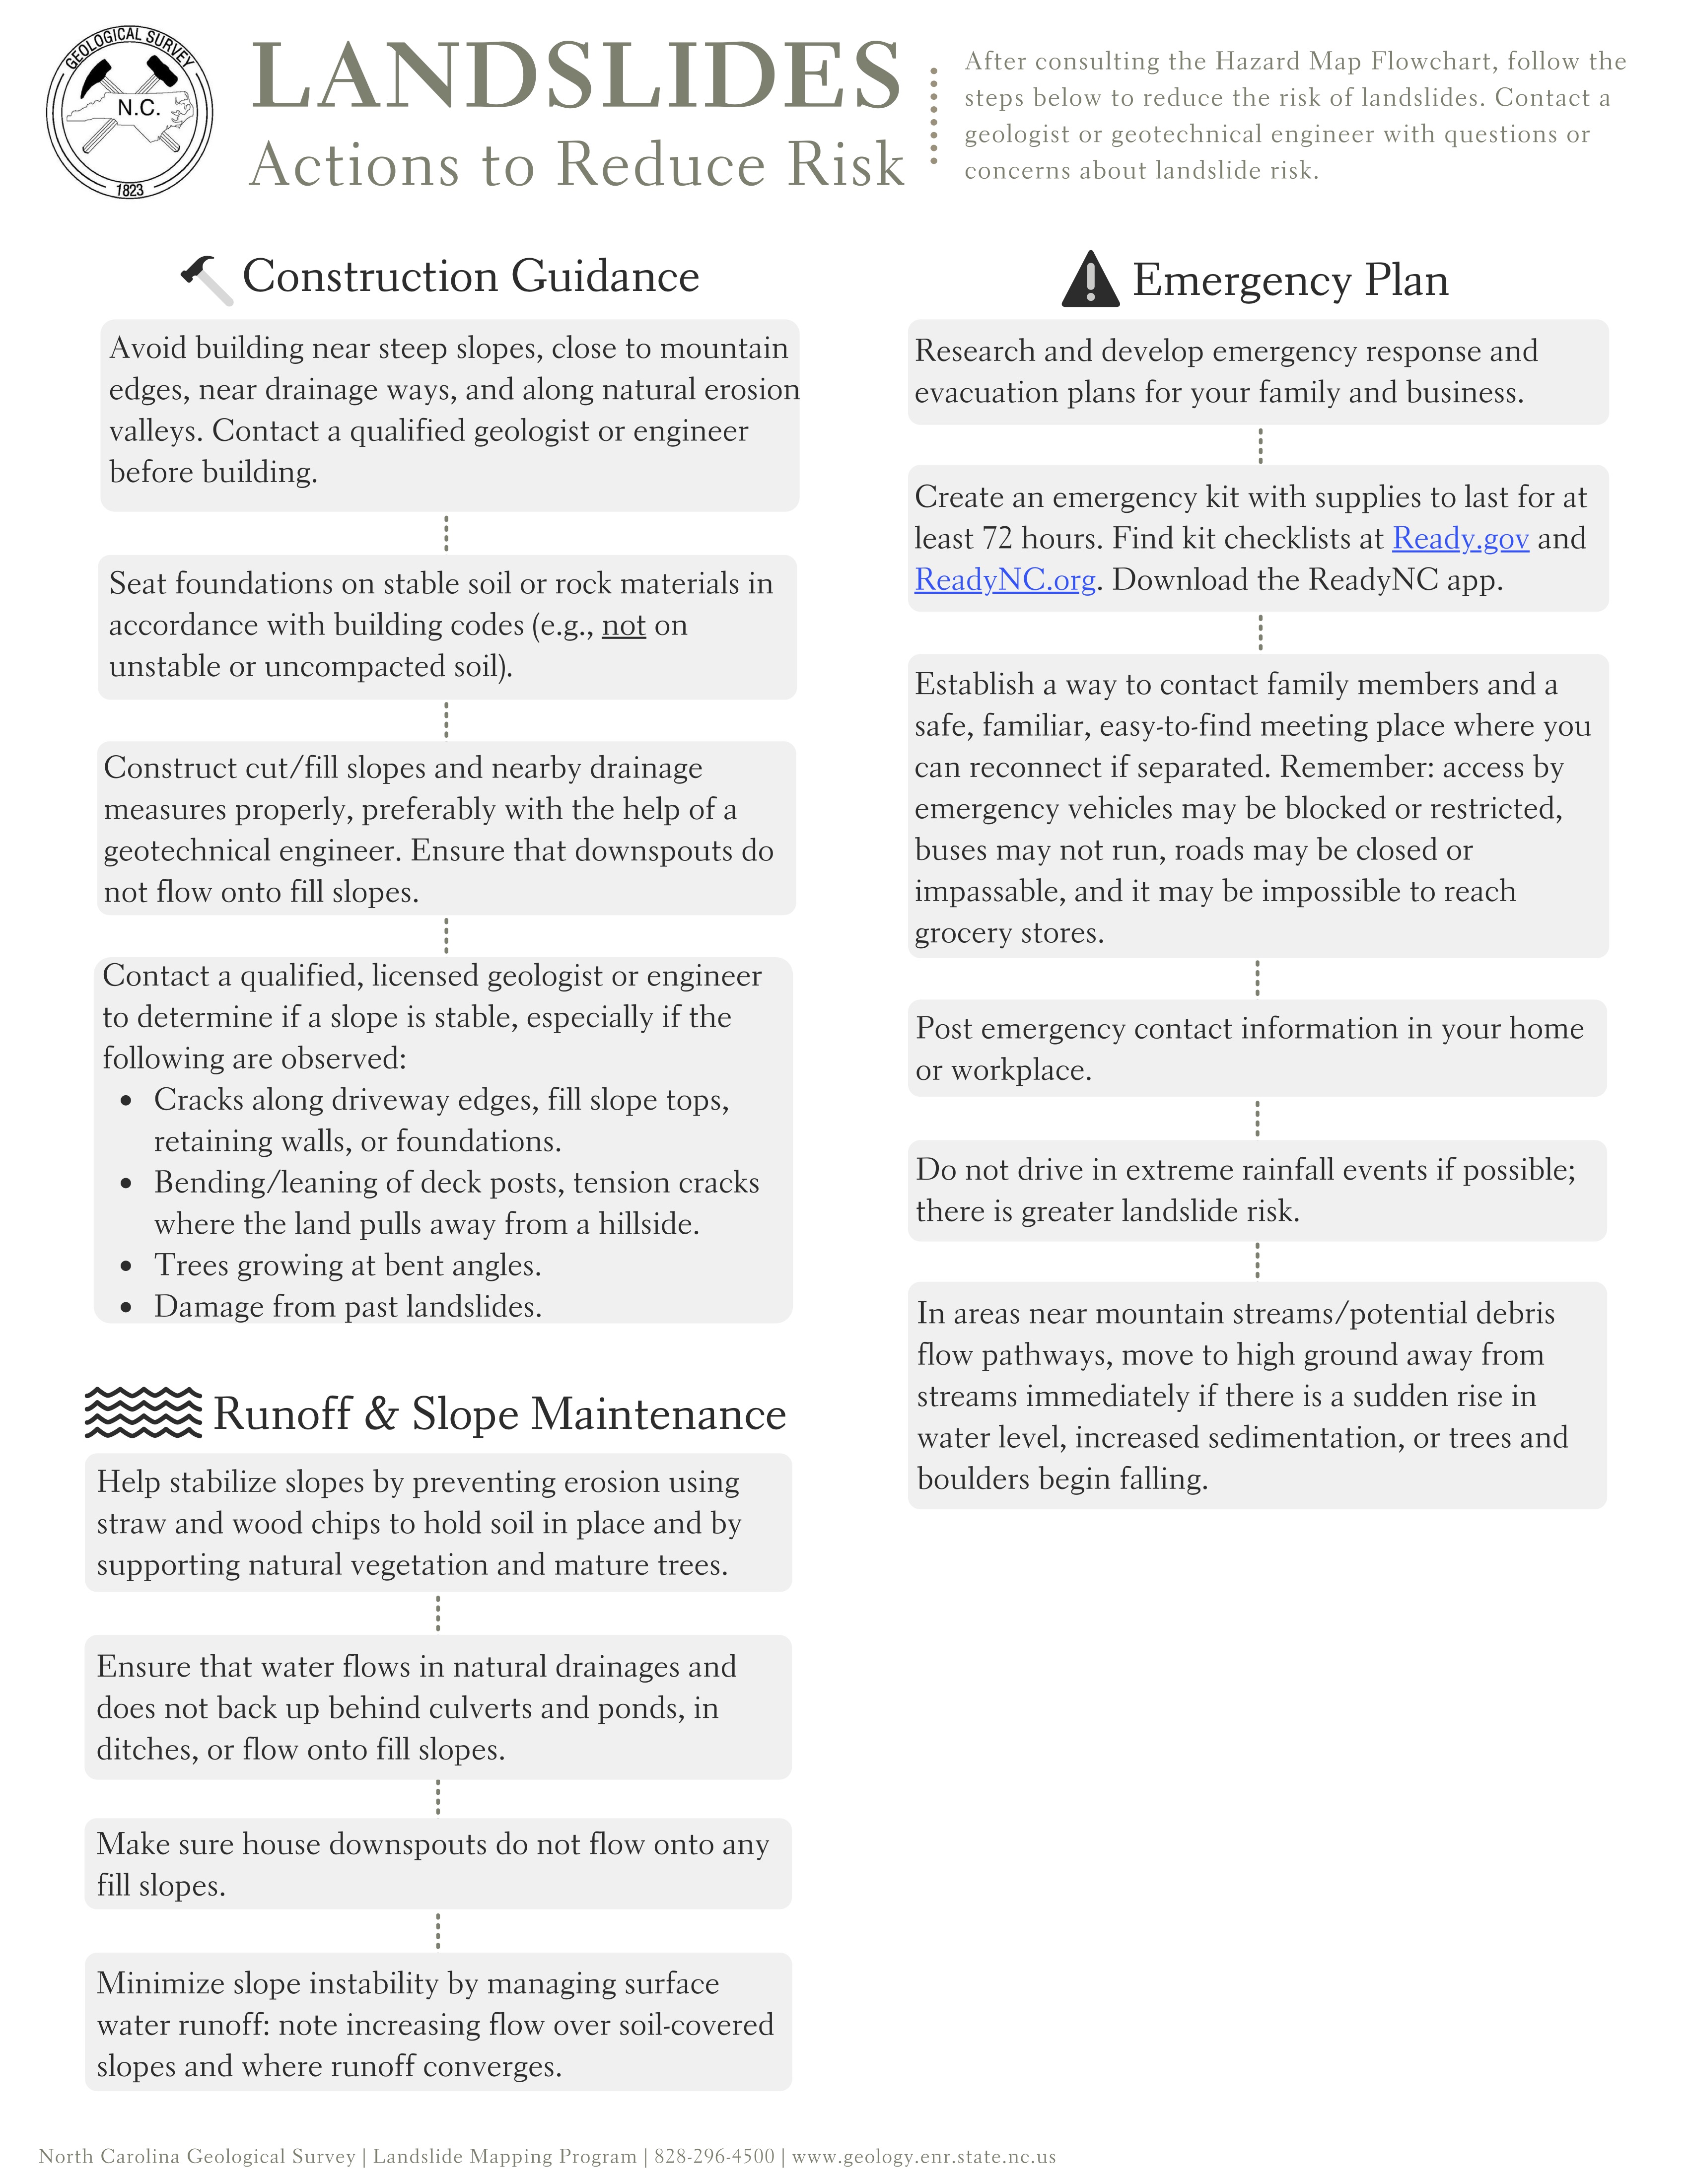 GEOLOGICAL SURVEY
N.C.
1823
LANDSLIDES
Actions to Reduce Risk
After consulting the Hazard Map Flowchart, follow the
steps below to reduce the risk of landslides. Contact a
geologist or geotechnical engineer with questions or
concerns about landslide risk.
Construction Guidance
Avoid building near steep slopes, close to mountain
edges, near drainage ways, and along natural erosion
valleys. Contact a qualified geologist or engineer
before building.
Seat foundations on stable soil or rock materials in
accordance with building codes (e.g., not on
unstable or uncompacted soil).
Construct cut/fill slopes and nearby drainage
measures properly, preferably with the help of a
geotechnical engineer. Ensure that downspouts do
not flow onto fill slopes.
Contact a qualified, licensed geologist or engineer
to determine if a slope is stable, especially if the
following are observed:
• Cracks along driveway edges, fill slope tops,
retaining walls, or foundations.
• Bending/leaning of deck posts, tension cracks
where the land pulls away from a hillside.
• Trees growing at bent angles.
• Damage from past landslides.
Runoff & Slope Maintenance
Help stabilize slopes by preventing erosion using
straw and wood chips to hold soil in place and by
supporting natural vegetation and mature trees.
Ensure that water flows in natural drainages and
does not back up behind culverts and ponds, in
ditches, or flow onto fill slopes.
Make sure house downspouts do not flow onto any
fill slopes.
Minimize slope instability by managing surface
water runoff: note increasing flow over soil-covered
slopes and where runoff converges.
Emergency Plan
Research and develop emergency response and
evacuation plans for your family and business.
Create an emergency kit with supplies to last for at
least 72 hours. Find kit checklists at Ready.gov and
ReadyNC.org. Download the ReadyNC app.
Establish a way to contact family members and a
safe, familiar, easy-to-find meeting place where you
can reconnect if separated. Remember: access by
emergency vehicles may be blocked or restricted,
buses may not run, roads may be closed or
impassable, and it may be impossible to reach
grocery stores.
Post emergency contact information in your home
or workplace.
Do not drive in extreme rainfall events if possible;
there is greater landslide risk.
In areas near mountain streams/potential debris
flow pathways, move to high ground away from
streams immediately if there is a sudden rise in
water level, increased sedimentation, or trees and
boulders begin falling.
North Carolina Geological Survey | Landslide Mapping Program | 828-296-4500 | www.geology.enr.state.nc.us